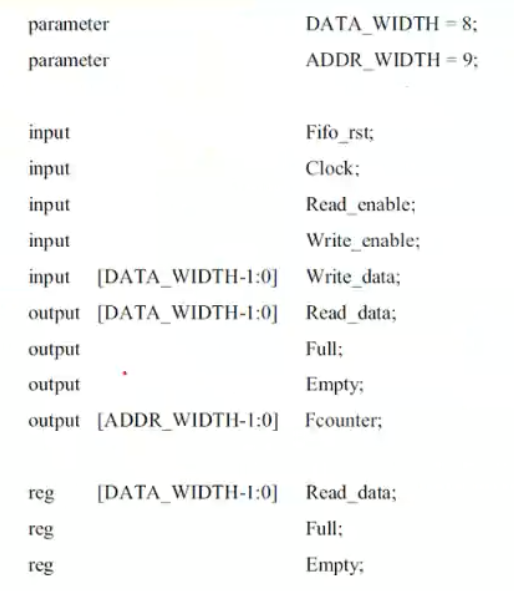 parameter DATA_WIDTH = 8;
parameter ADDR_WIDTH = 9;
input Fifo_rst;
input Clock;
input Read_enable;
input Write_enable;
input [DATA_WIDTH-1:0] Write_data;
output [DATA_WIDTH-1:0] Read_data;
output Full;
output Empty;
output [ADDR_WIDTH-1:0] Fcounter;
reg [DATA_WIDTH-1:0] Read_data;
reg Full;
reg Empty;